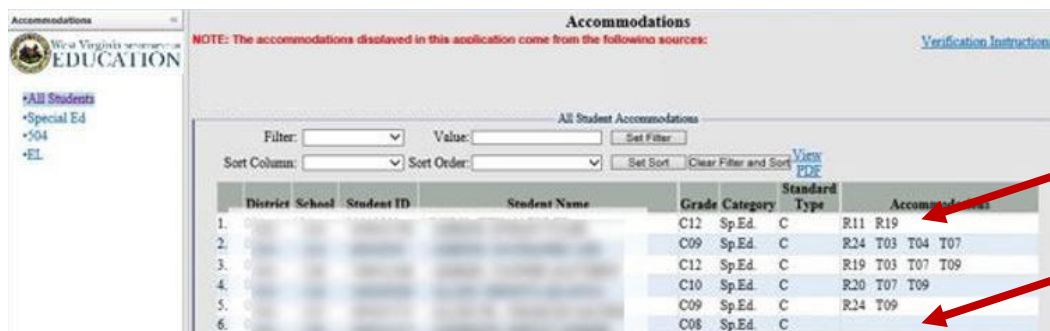 Accommodations
Accommodations
NOTE: The accommodations displayed in this application come from the following sources:
Verification Instruction
West Virginia
EDUCATION
•All Students
•Special Ed
•504
•EL
All Student Accommodations
Filter: Value: Set Filter
Sort Column: Sort Order: Set Sort Clear Filter and Sort View PDF
District School Student ID Student Name Grade Category Standard Type Accommodations
1. C12 Sp.Ed. C R11 R19
2. C09 Sp.Ed. C R24 T03 T04 T07
3. C12 Sp.Ed. C R19 T03 T07 T09
4. C10 Sp.Ed. C R20 T07 T09
5. C09 Sp.Ed. C R24 T09
6. C08 Sp.Ed. C